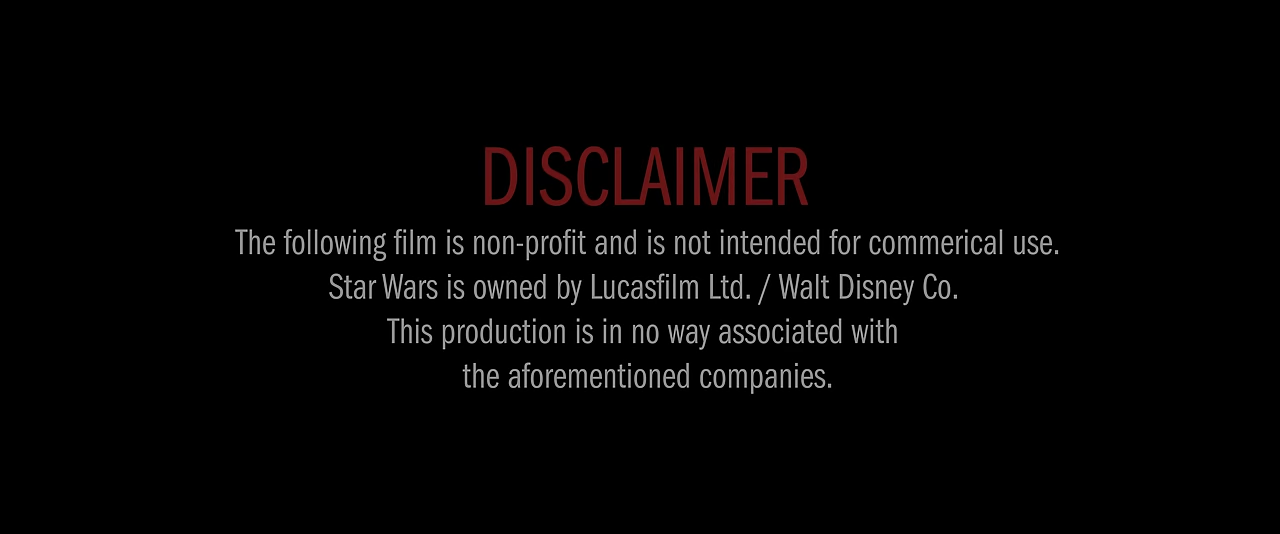 DISCLAIMER
The following film is non-profit and is not intended for commerical use.
Star Wars is owned by Lucasfilm Ltd. / Walt Disney Co.
This production is in no way associated with
the aforementioned companies.